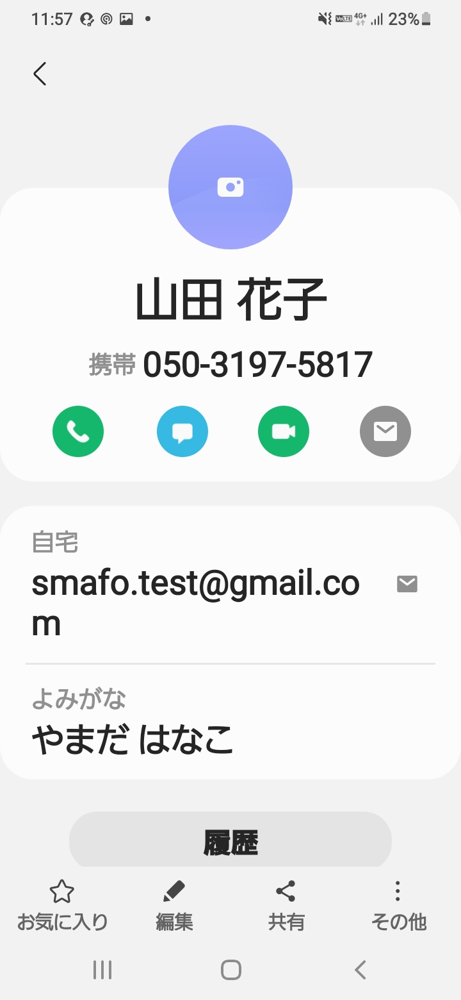 11:57 VoLTE 4G+ 23%
山田 花子
携帯 050-3197-5817
自宅
smafo.test@gmail.co
m
よみがな
やまだ はなこ
履歴
お気に入り 編集 共有 その他